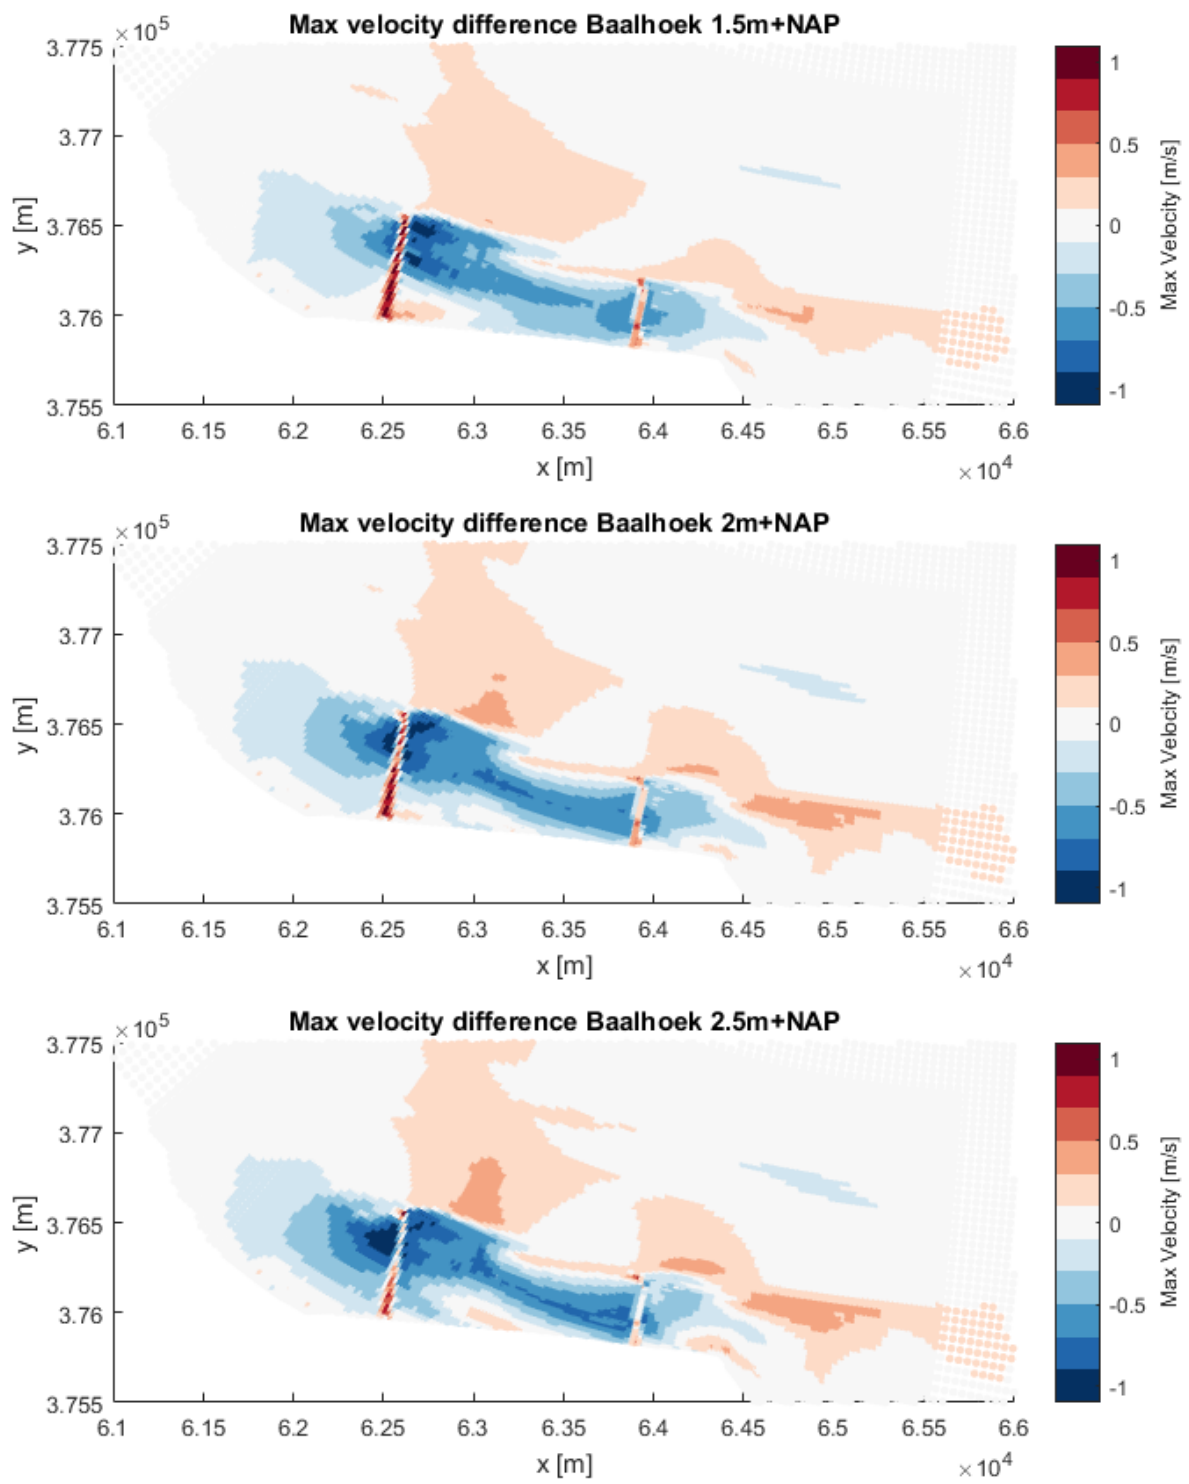 Max velocity difference Baalhoek 1.5m+NAP
× 10^5
3.775
3.77
3.765
3.76
3.755
y [m]
6.1 6.15 6.2 6.25 6.3 6.35 6.4 6.45 6.5 6.55 6.6
x [m]
× 10^4
1
0.5
0
-0.5
-1
Max Velocity [m/s]
Max velocity difference Baalhoek 2m+NAP
× 10^5
3.775
3.77
3.765
3.76
3.755
y [m]
6.1 6.15 6.2 6.25 6.3 6.35 6.4 6.45 6.5 6.55 6.6
x [m]
× 10^4
1
0.5
0
-0.5
-1
Max Velocity [m/s]
Max velocity difference Baalhoek 2.5m+NAP
× 10^5
3.775
3.77
3.765
3.76
3.755
y [m]
6.1 6.15 6.2 6.25 6.3 6.35 6.4 6.45 6.5 6.55 6.6
x [m]
× 10^4
1
0.5
0
-0.5
-1
Max Velocity [m/s]